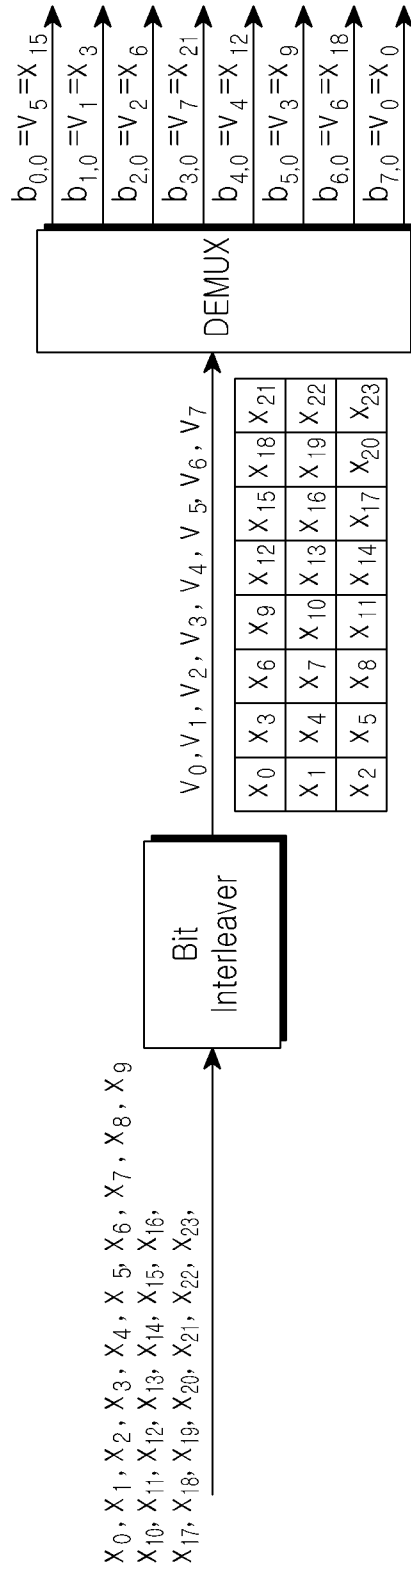 X0, X1, X2, X3, X4, X5, X6, X7, X8, X9
X10, X11, X12, X13, X14, X15, X16,
X17, X18, X19, X20, X21, X22, X23,
Bit
Interleaver
V0, V1, V2, V3, V4, V5, V6, V7
X0 X3 X6 X9 X12 X15 X18 X21
X1 X4 X7 X10 X13 X16 X19 X22
X2 X5 X8 X11 X14 X17 X20 X23
DEMUX
b0,0 =V5=X15
b1,0 =V1=X3
b2,0 =V2=X6
b3,0 =V7=X21
b4,0 =V4=X12
b5,0 =V3=X9
b6,0 =V6=X18
b7,0 =V0=X0